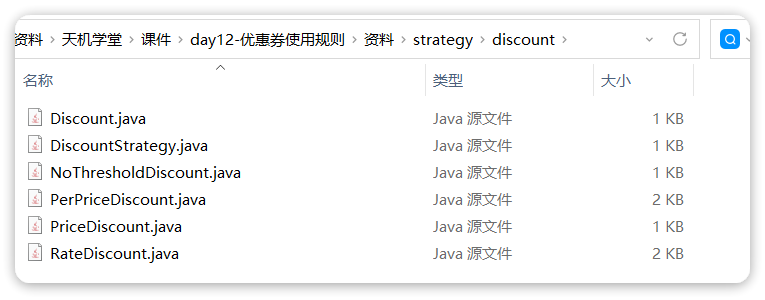 资料 › 天机学堂 › 课件 › day12-优惠券使用规则 › 资料 › strategy › discount ›
名称 类型 大小
Discount.java Java 源文件 1 KB
DiscountStrategy.java Java 源文件 1 KB
NoThresholdDiscount.java Java 源文件 1 KB
PerPriceDiscount.java Java 源文件 2 KB
PriceDiscount.java Java 源文件 1 KB
RateDiscount.java Java 源文件 2 KB